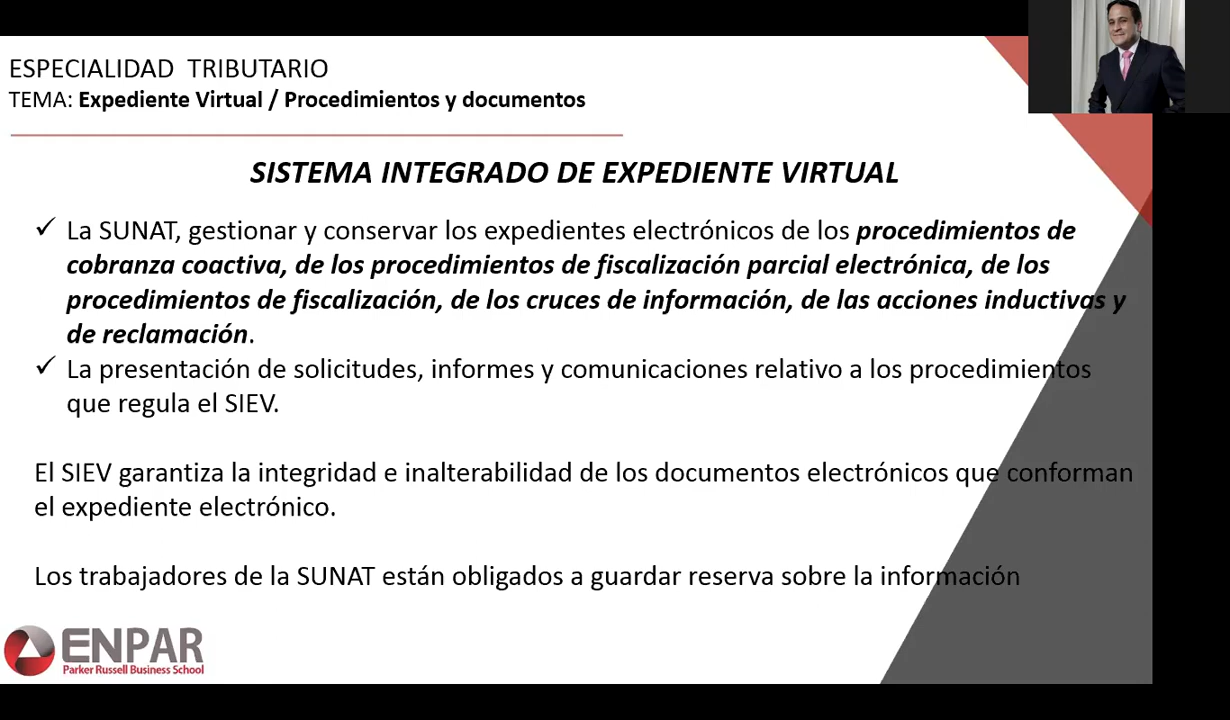 ESPECIALIDAD TRIBUTARIO
TEMA: Expediente Virtual / Procedimientos y documentos
SISTEMA INTEGRADO DE EXPEDIENTE VIRTUAL
✓ La SUNAT, gestionar y conservar los expedientes electrónicos de los procedimientos de
cobranza coactiva, de los procedimientos de fiscalización parcial electrónica, de los
procedimientos de fiscalización, de los cruces de información, de las acciones inductivas y
de reclamación.
✓ La presentación de solicitudes, informes y comunicaciones relativo a los procedimientos
que regula el SIEV.
El SIEV garantiza la integridad e inalterabilidad de los documentos electrónicos que conforman
el expediente electrónico.
Los trabajadores de la SUNAT están obligados a guardar reserva sobre la información
ENPAR
Parker Russell Business School